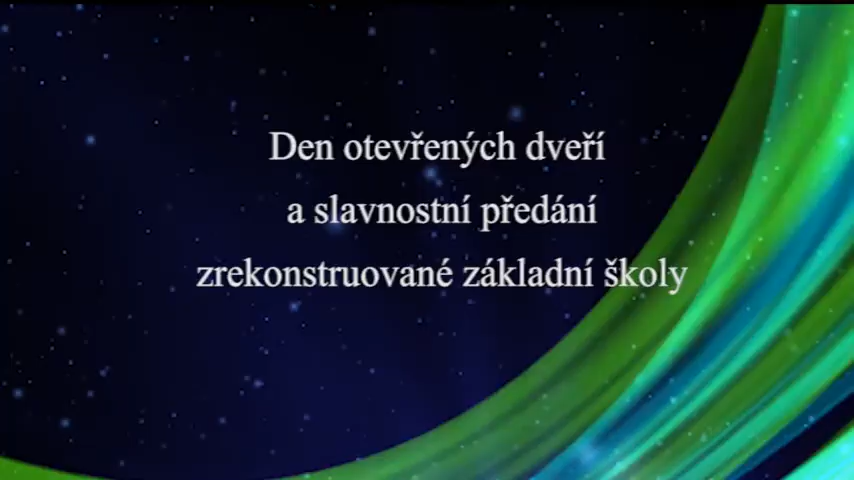 Den otevřených dveří
a slavnostní předání
zrekonstruované základní školy